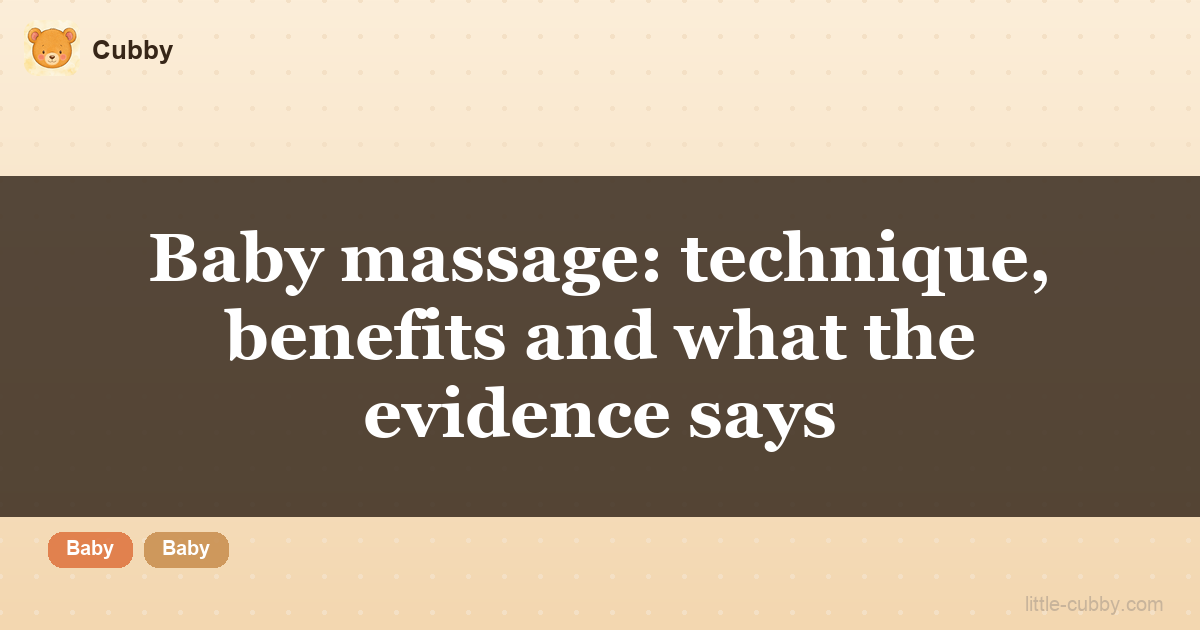 Cubby
Baby massage: technique,
benefits and what the
evidence says
Baby Baby
little-cubby.com